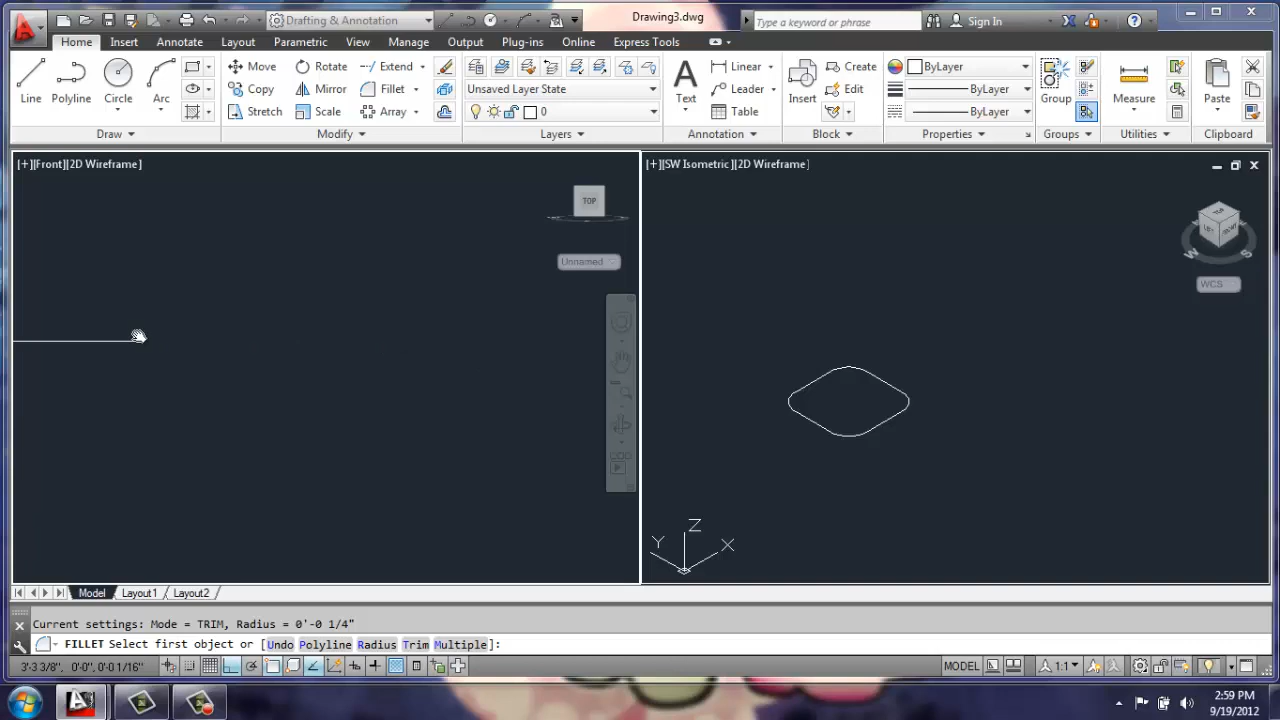 Drafting & Annotation
Drawing3.dwg
Type a keyword or phrase
Sign In
Home Insert Annotate Layout Parametric View Manage Output Plug-ins Online Express Tools
Line Polyline Circle Arc
Move Rotate Extend
Copy Mirror Fillet
Stretch Scale Array
Unsaved Layer State
0
Text Linear
Leader
Table
Insert Create
Edit
ByLayer
ByLayer
ByLayer
Group
Measure
Paste
Draw Modify Layers Annotation Block Properties Groups Utilities Clipboard
[+][Front][2D Wireframe]
TOP
Unnamed
[+][SW Isometric][2D Wireframe]
TOP
LEFT FRONT
W S
WCS
Z
Y X
Model Layout1 Layout2
Current settings: Mode = TRIM, Radius = 0'-0 1/4"
FILLET Select first object or [Undo Polyline Radius Trim Multiple]:
3'-3 3/8", 0'-0", 0'-0 1/16"
MODEL
1:1
2:59 PM
9/19/2012